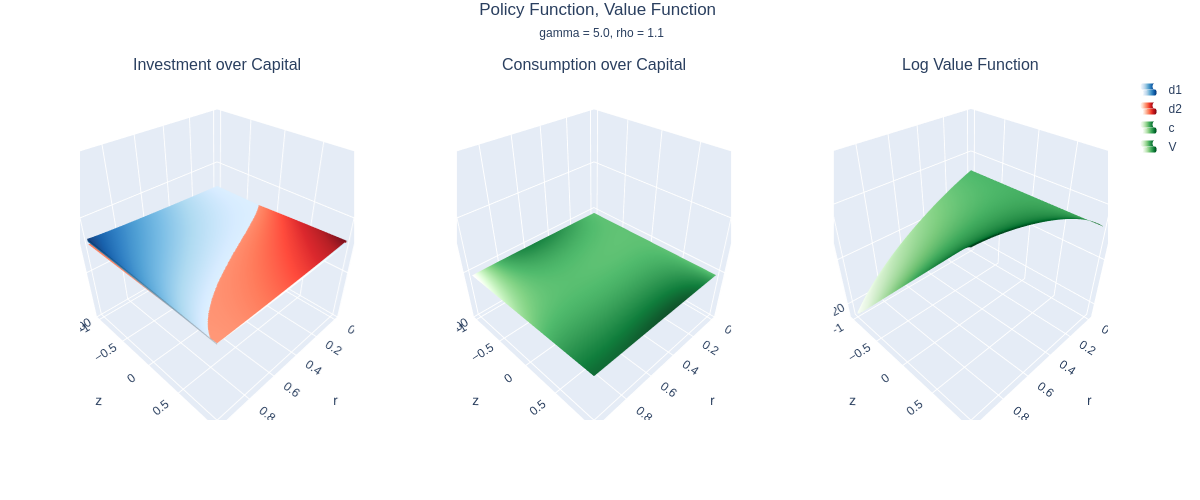 Policy Function, Value Function
gamma = 5.0, rho = 1.1
Investment over Capital
Consumption over Capital
Log Value Function
d1
d2
c
V
−0.5
0
0.5
z
0
0.2
0.4
0.6
0.8
r
−0.5
0
0.5
z
0
0.2
0.4
0.6
0.8
r
20
−1
−0.5
0
0.5
z
0
0.2
0.4
0.6
0.8
r